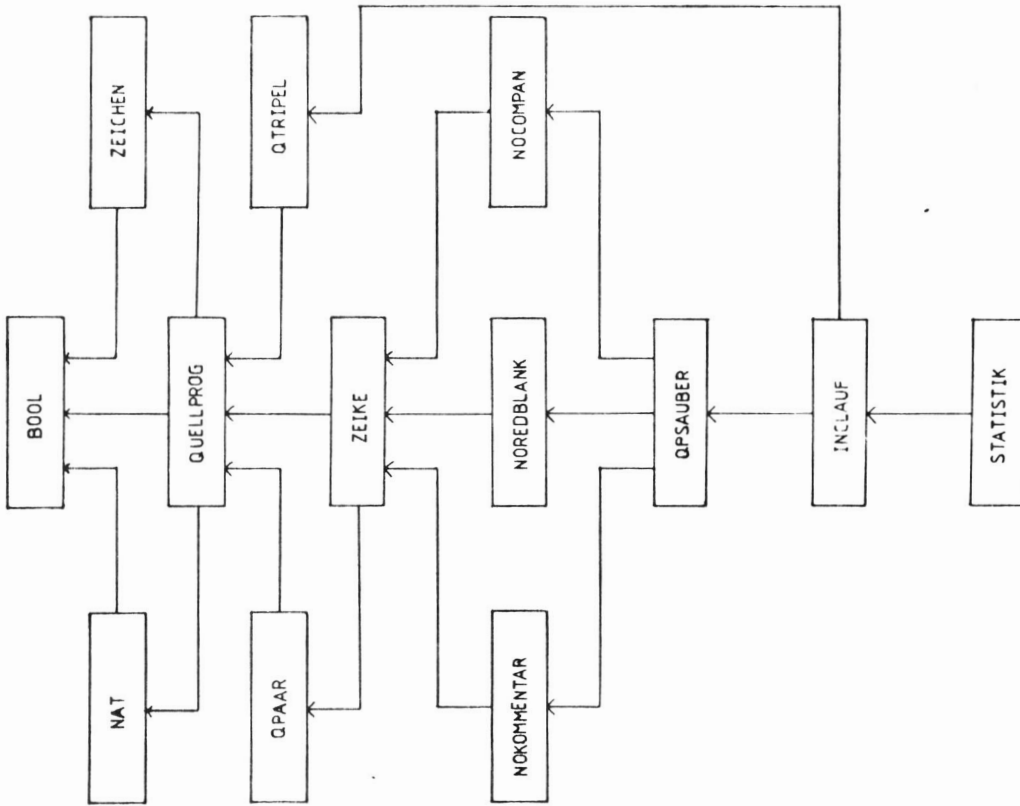 BOOL
NAT
ZEICHEN
QUELLPROG
QPAAR
QTRIPEL
ZEIKE
NOKOMMENTAR
NOREDBLANK
NOCOMPAN
QPSAUBER
INCLAUF
STATISTIK